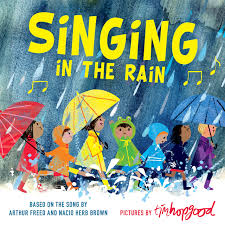 SiNGiNG
IN THE RAIN
BASED ON THE SONG BY
ARTHUR FREED AND NACIO HERB BROWN
PICTURES BY tim hopgood